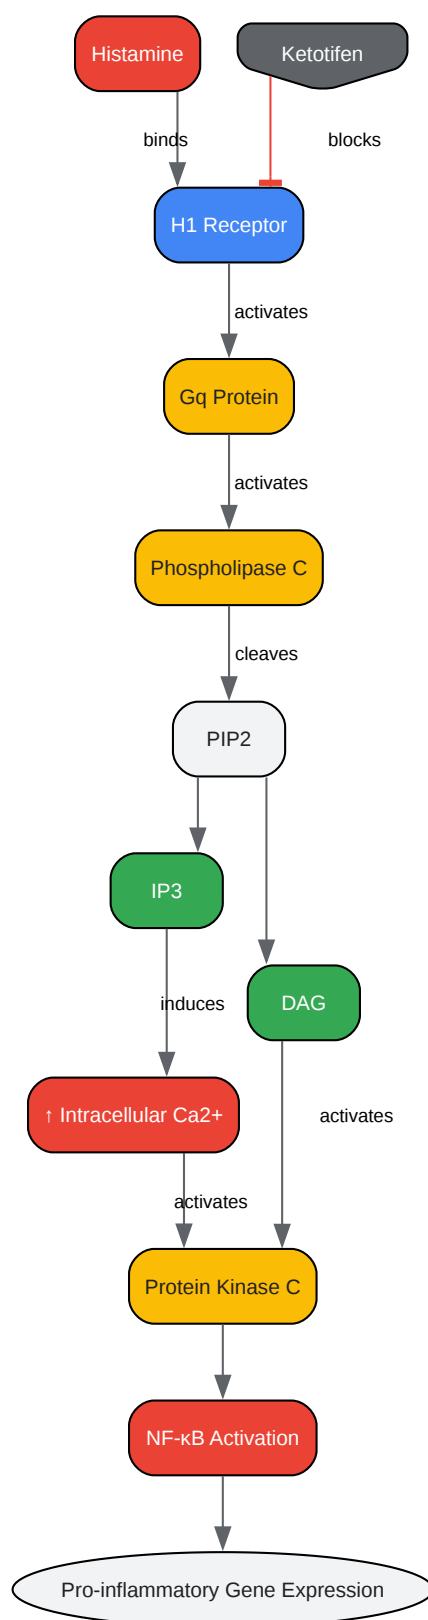 Histamine
Ketotifen
binds
blocks
H1 Receptor
activates
Gq Protein
activates
Phospholipase C
cleaves
PIP2
IP3
induces
DAG
↑ Intracellular Ca2+
activates
activates
Protein Kinase C
NF-κB Activation
Pro-inflammatory Gene Expression